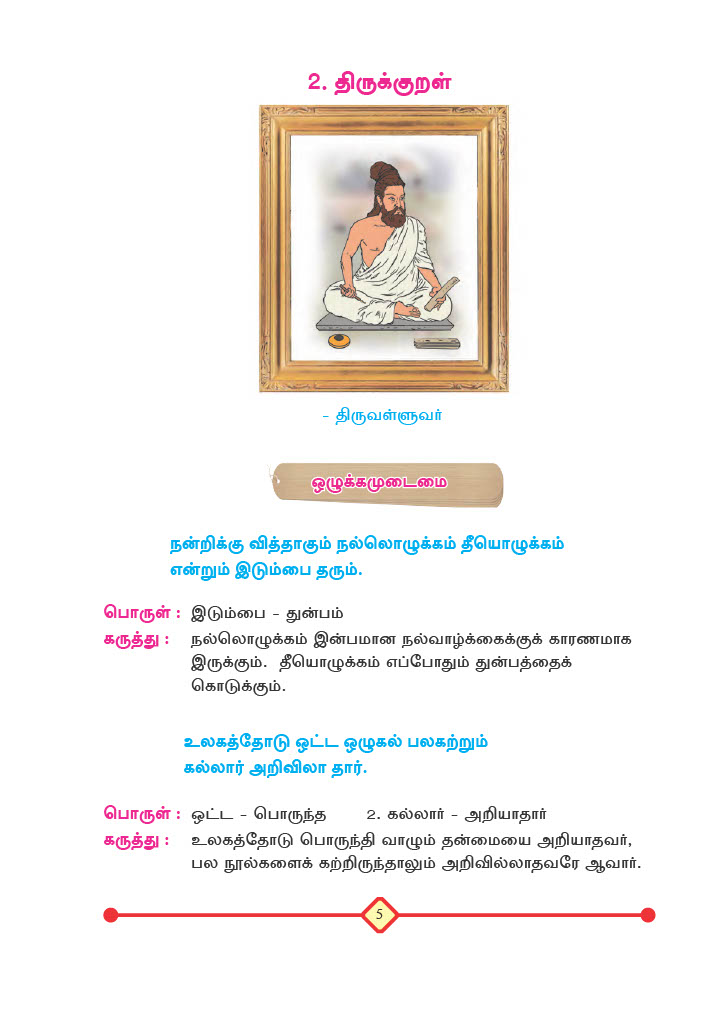 2. திருக்குறள்
- திருவள்ளுவர்
ஒழுக்கமுடைமை
நன்றிக்கு வித்தாகும் நல்லொழுக்கம் தீயொழுக்கம்
என்றும் இடும்பை தரும்.
பொருள் : இடும்பை - துன்பம்
கருத்து : நல்லொழுக்கம் இன்பமான நல்வாழ்க்கைக்குக் காரணமாக
இருக்கும். தீயொழுக்கம் எப்போதும் துன்பத்தைக்
கொடுக்கும்.
உலகத்தோடு ஒட்ட ஒழுகல் பலகற்றும்
கல்லார் அறிவிலா தார்.
பொருள் : ஒட்ட - பொருந்த 2. கல்லார் - அறியாதார்
கருத்து : உலகத்தோடு பொருந்தி வாழும் தன்மையை அறியாதவர்,
பல நூல்களைக் கற்றிருந்தாலும் அறிவில்லாதவரே ஆவார்.
5